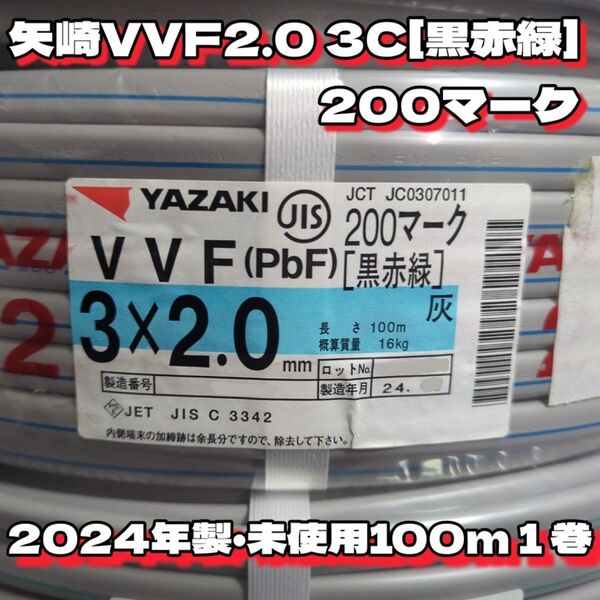 矢崎VVF2.0 3C[黒赤緑]
200マーク
YAZAKI
JIS
JCT JC0307011
200マーク
VVF(PbF)
[黒赤緑]
3×2.0mm
長さ 100m
灰
概算質量 16kg
製造番号
ロットNo.
製造年月 24.
JET JIS C 3342
内側端末の加締跡は余長分ですので、除去して下さい。
2024年製・未使用100m1巻